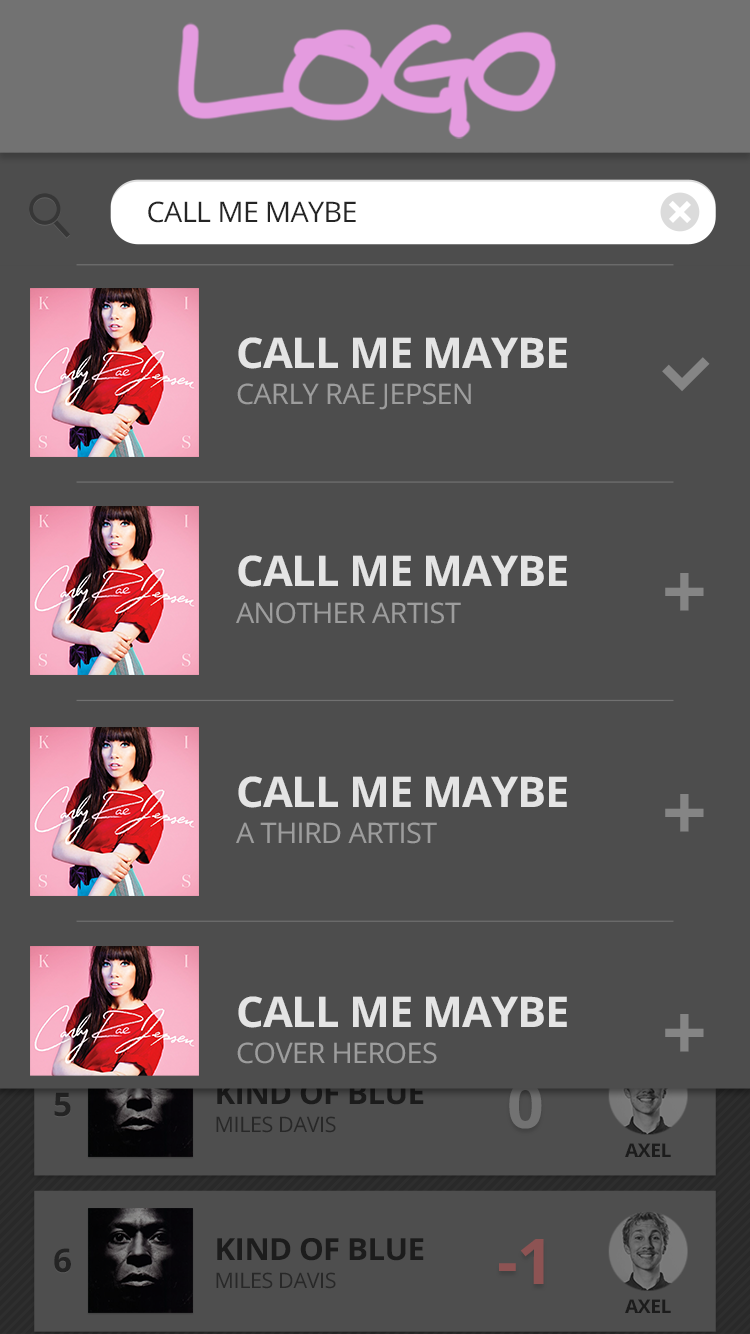 LOGO
CALL ME MAYBE
K I
Carly Rae Jepsen
S S
CALL ME MAYBE
CARLY RAE JEPSEN
K I
Carly Rae Jepsen
S S
CALL ME MAYBE
ANOTHER ARTIST
K I
Carly Rae Jepsen
S S
CALL ME MAYBE
A THIRD ARTIST
K I
Carly Rae Jepsen
CALL ME MAYBE
COVER HEROES
5
KIND OF BLUE
MILES DAVIS
0
AXEL
6
KIND OF BLUE
MILES DAVIS
-1
AXEL